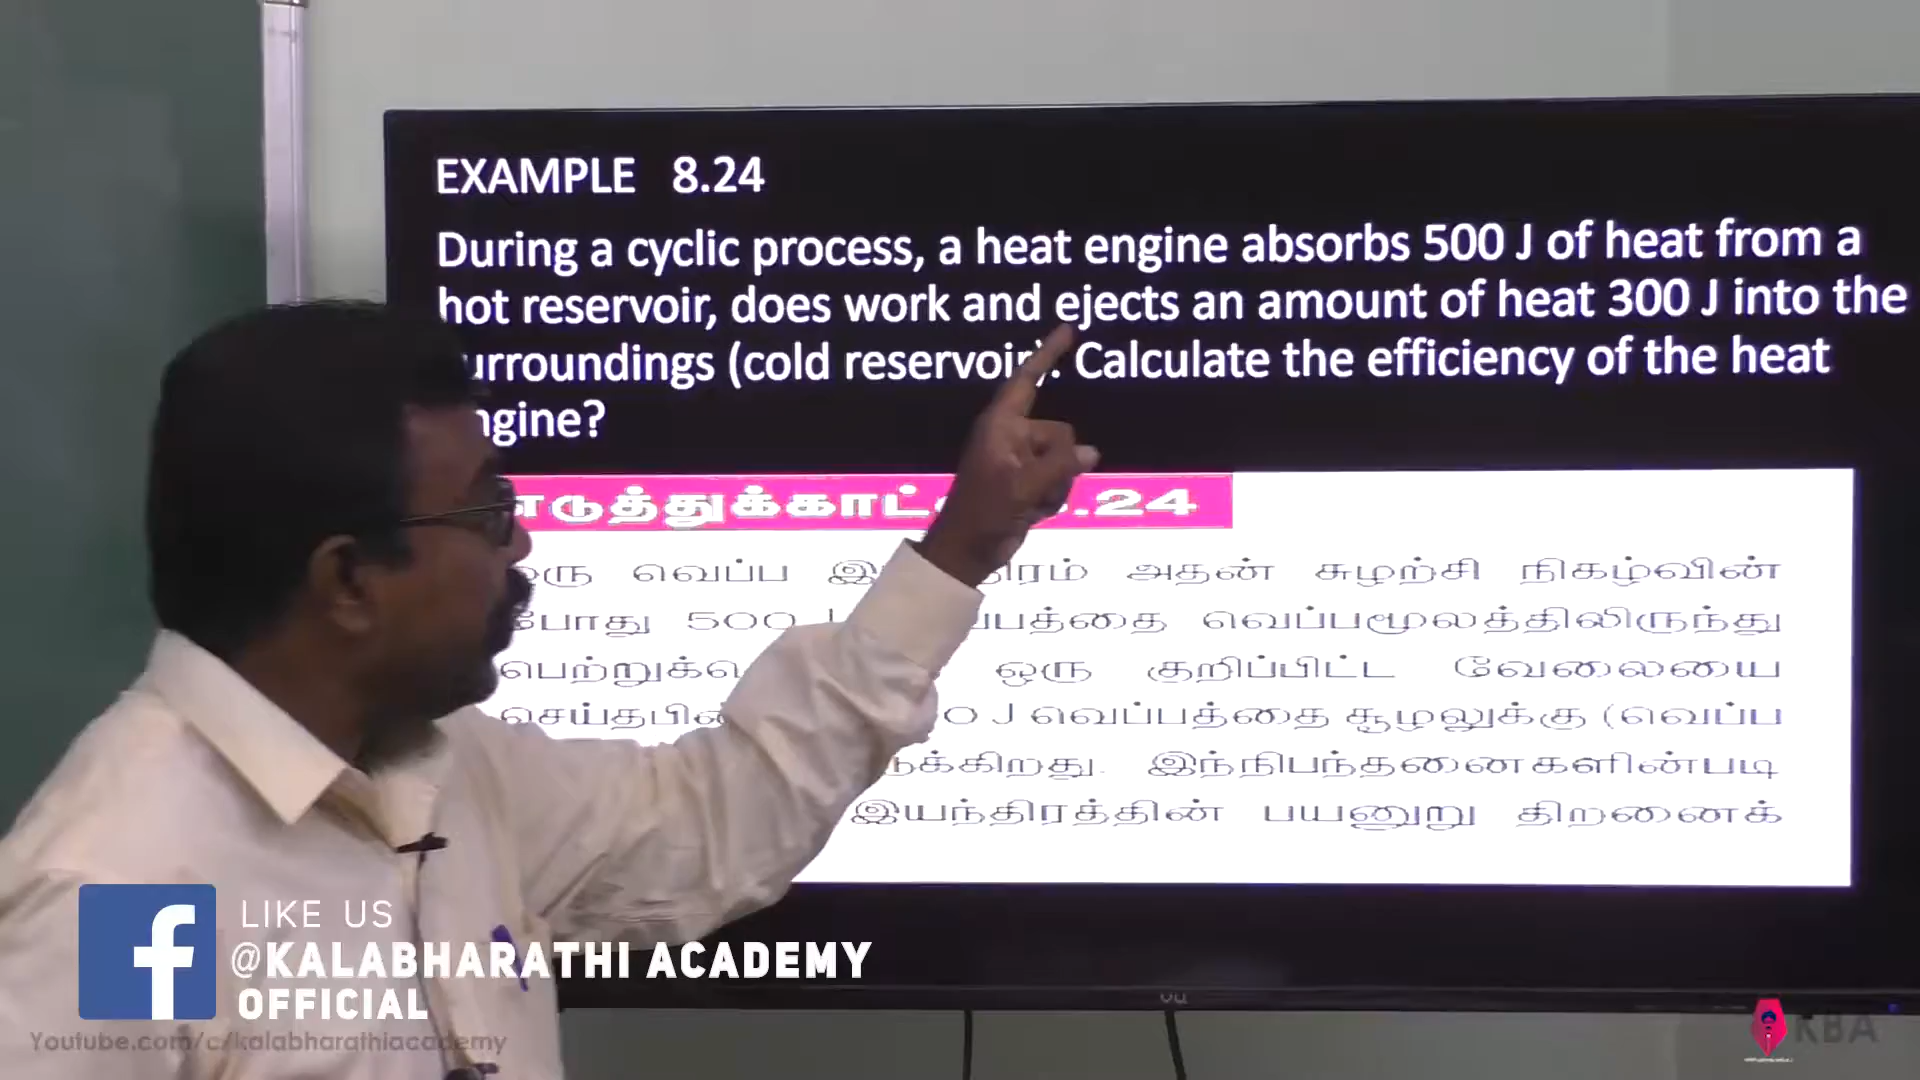 EXAMPLE 8.24
During a cyclic process, a heat engine absorbs 500 J of heat from a
hot reservoir, does work and ejects an amount of heat 300 J into the
(cold reservoir). Calculate the efficiency of the heat
8.24
ஒரு வெப்ப அதன் சுழற்சி நிகழ்வின்
போது 500 வெப்பமூலத்திலிருந்து
ஒரு குறிப்பிட்ட வேலையை
J வெப்பத்தை சூழலுக்கு (வெப்ப
இந்நிபந்தனைகளின்படி
இயந்திரத்தின் பயனுறு திறனைக்
LIKE US
@KALABHARATHI ACADEMY
OFFICIAL
Youtube.com/c/kalabharathiacademy
KBA